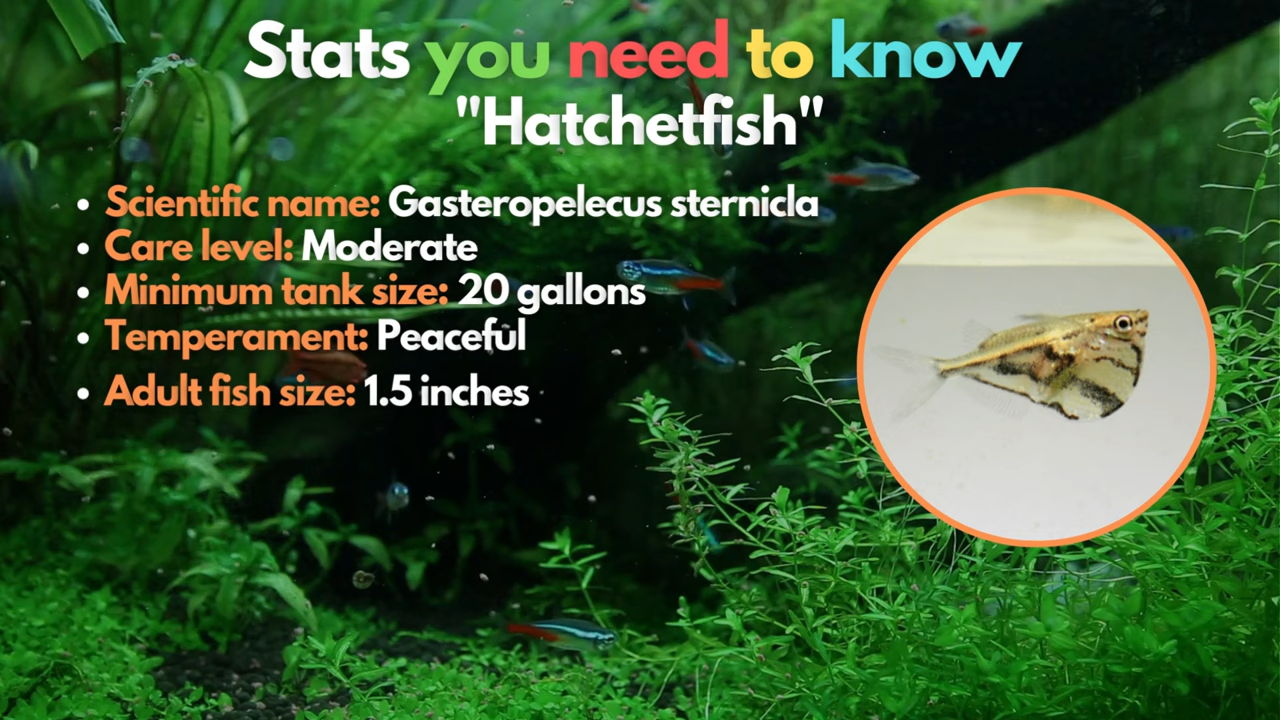 Stats you need to know
"Hatchetfish"
• Scientific name: Gasteropelecus sternicla
• Care level: Moderate
• Minimum tank size: 20 gallons
• Temperament: Peaceful
• Adult fish size: 1.5 inches